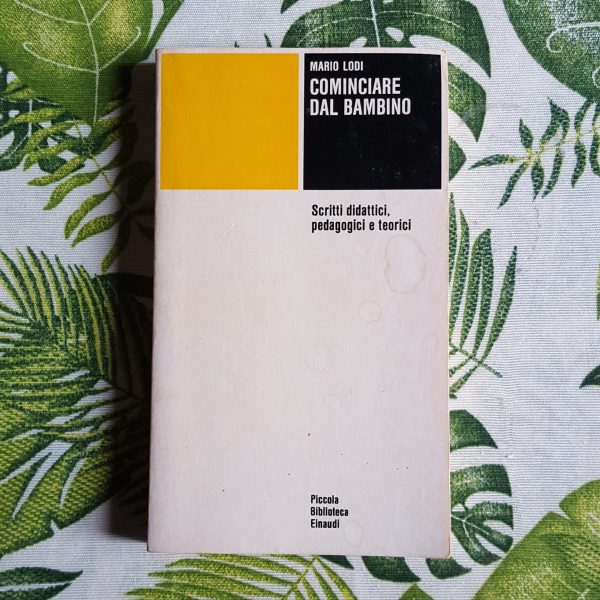 MARIO LODI
COMINCIARE
DAL BAMBINO
Scritti didattici,
pedagogici e teorici
Piccola
Biblioteca
Einaudi